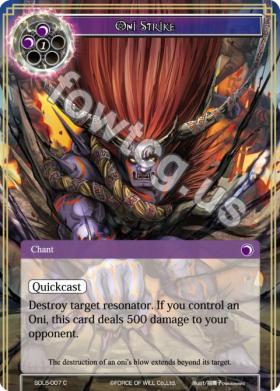 Oni Strike
1
fowtcg.us
Chant
Quickcast
Destroy target resonator. If you control an
Oni, this card deals 500 damage to your
opponent.
The destruction of an oni's blow extends beyond its target.
SDL5-007 C ©FORCE OF WILL Co.,Ltd.